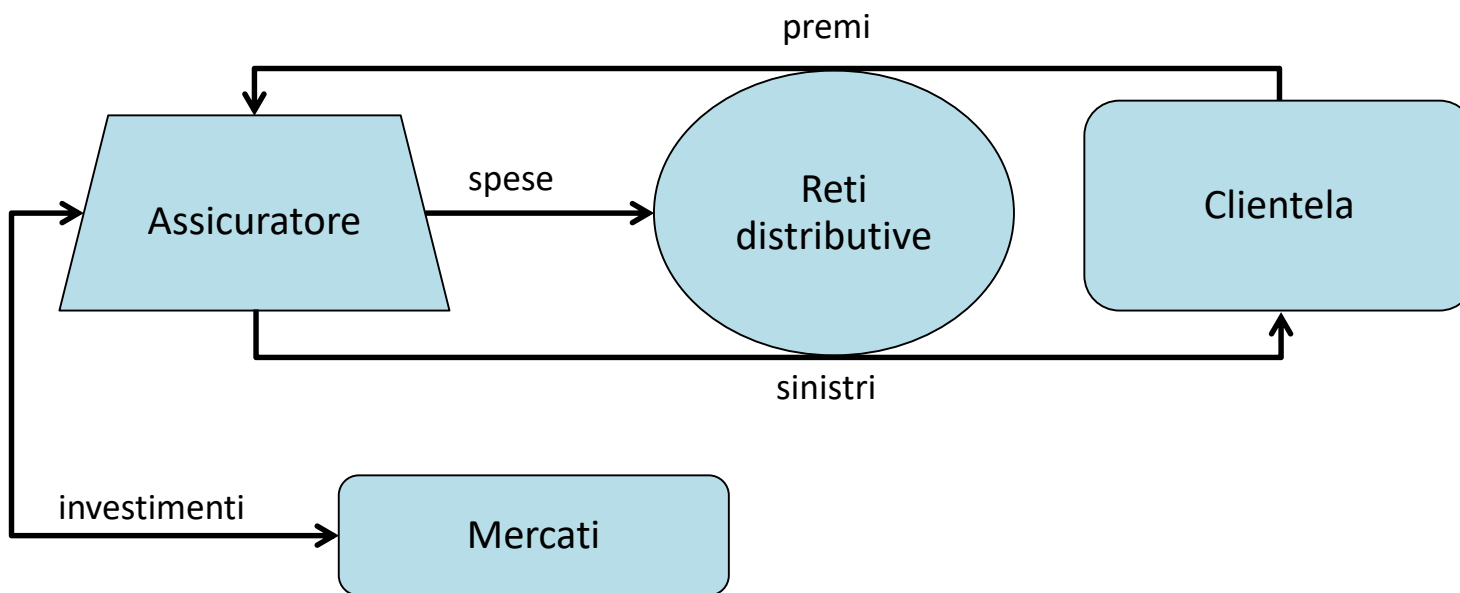 premi
Assicuratore
spese
Reti
distributive
Clientela
sinistri
investimenti
Mercati